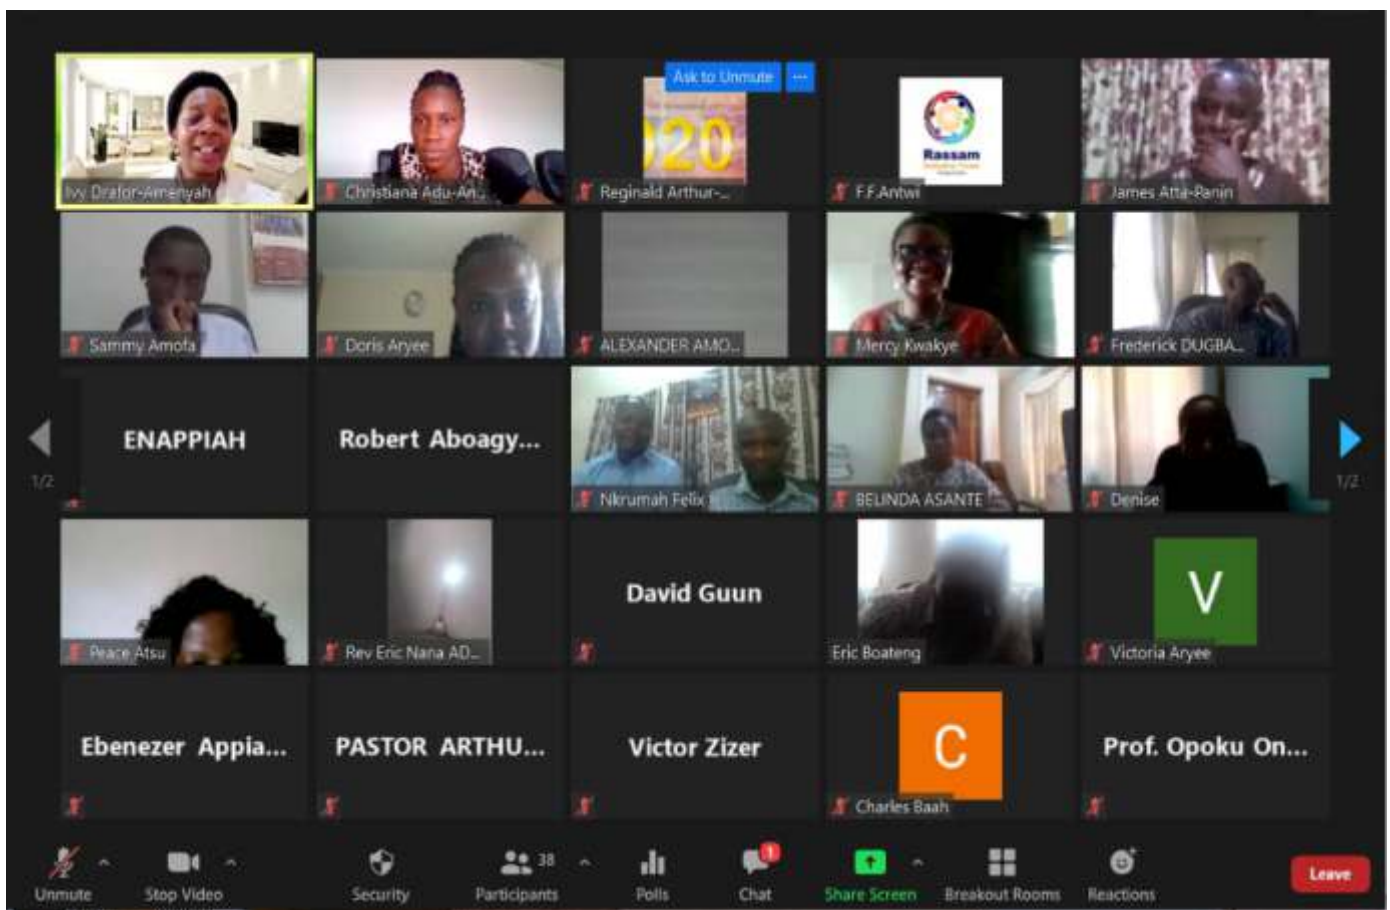 Ask to Unmute
Ivy Drafor-Amenyah
Christiana Adu-An...
020
Reginald Arthur-...
Rassam
F.F.Antwi
James Atta-Panin
Sammy Amofa
Doris Aryee
ALEXANDER AMO...
Mercy Kwakye
Frederick DUGBA...
1/2
ENAPPIAH
Robert Aboagy...
Nkrumah Felix
BELINDA ASANTE
Denise
1/2
Peace Atsu
Rev Eric Nana AD...
David Guun
Eric Boateng
V
Victoria Aryee
Ebenezer Appia...
PASTOR ARTHU...
Victor Zizer
C
Charles Baah
Prof. Opoku On...
Unmute
Stop Video
Security
38
Participants
Polls
1
Chat
Share Screen
Breakout Rooms
Reactions
Leave